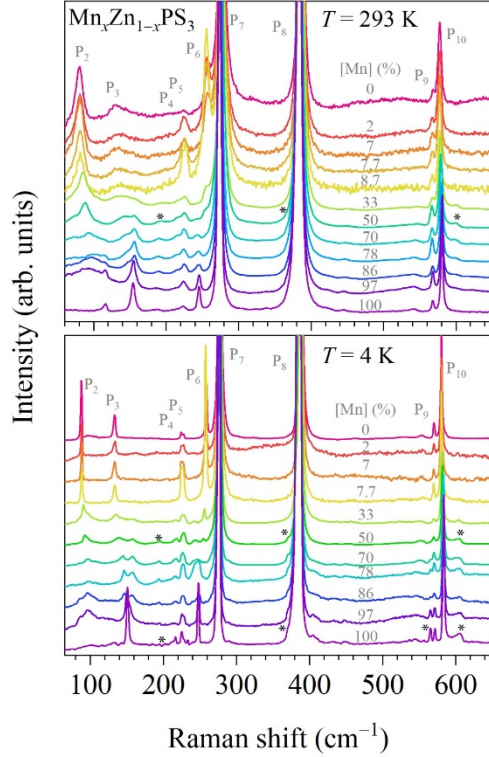 MnxZn1−xPS3
T = 293 K
P2
P3
P4
P5
P6
P7
P8
P9
P10
[Mn] (%)
0
2
7
7.7
8.7
33
50
70
78
86
97
100
*
*
*
T = 4 K
P2
P3
P4
P5
P6
P7
P8
P9
P10
[Mn] (%)
0
2
7
7.7
33
50
70
78
86
97
100
*
*
*
*
*
*
*
100 200 300 400 500 600
Raman shift (cm−1)
Intensity (arb. units)